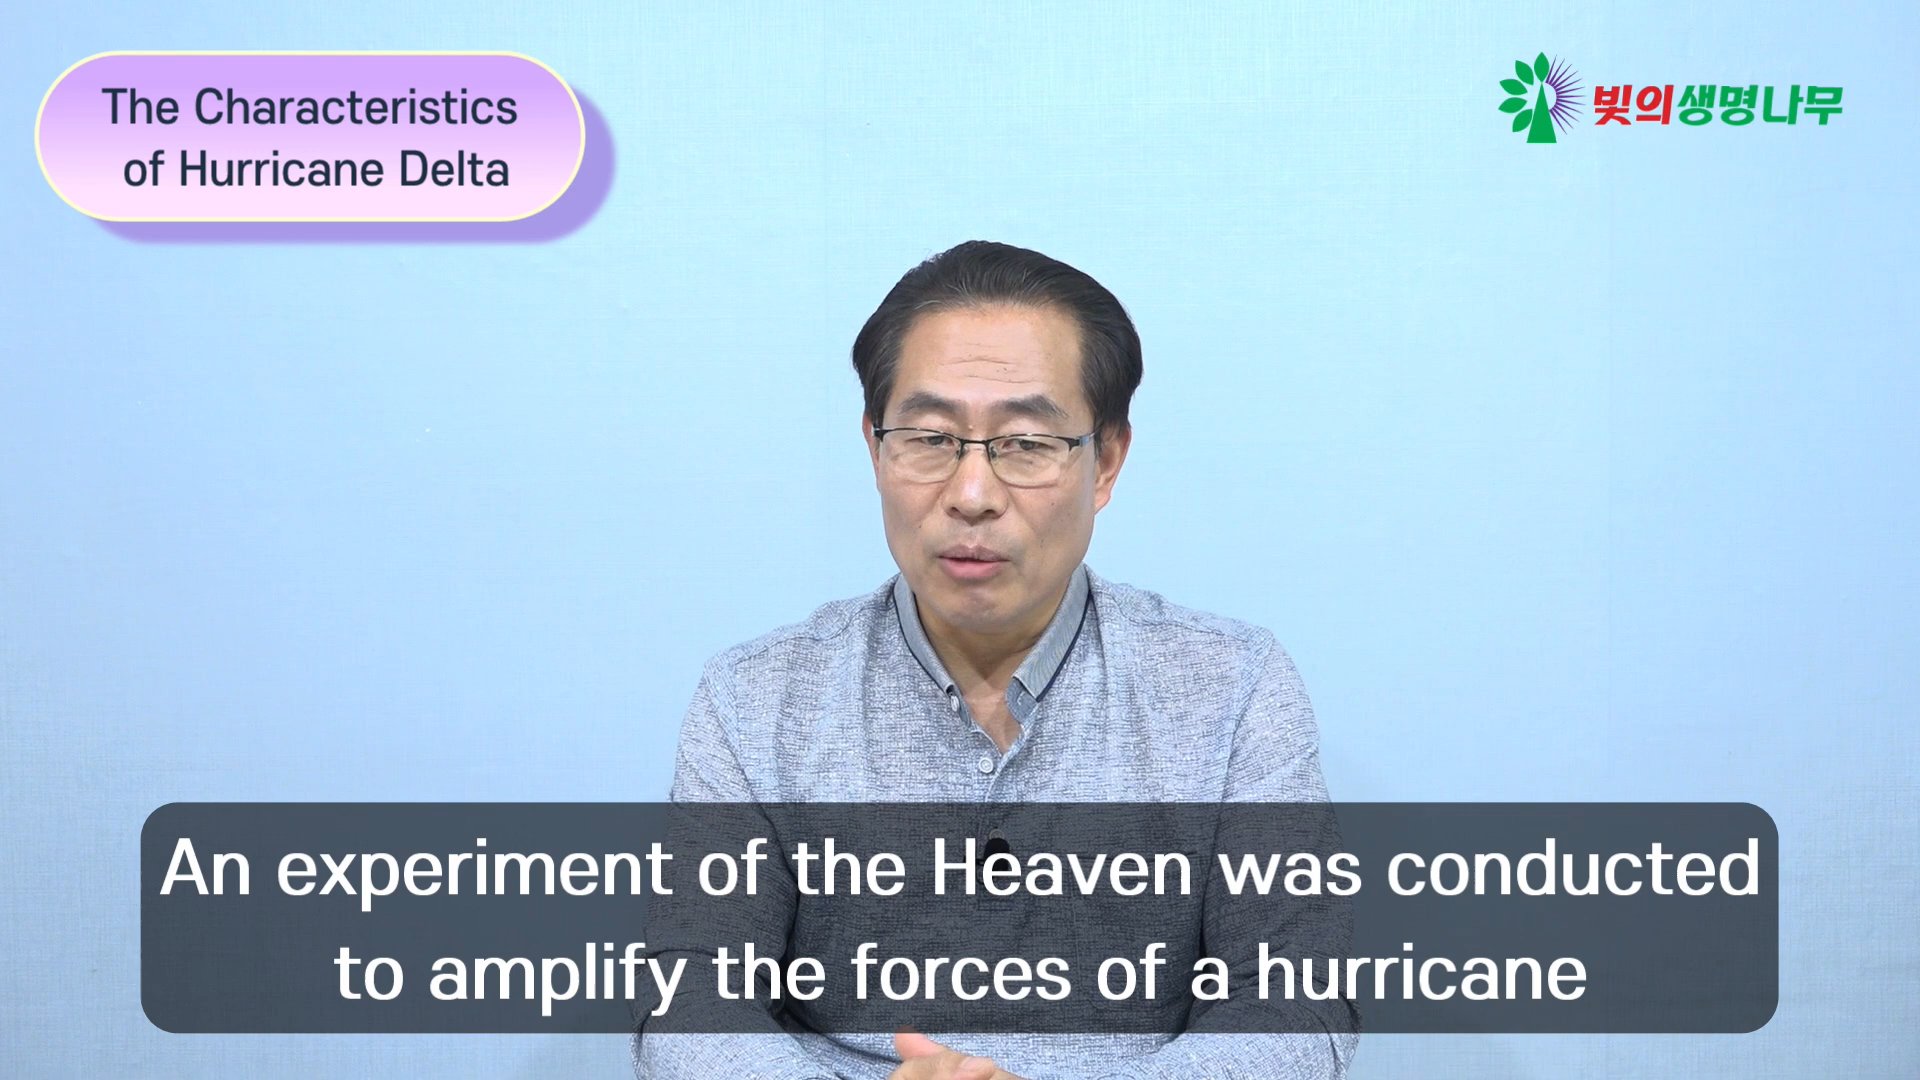 The Characteristics
of Hurricane Delta
빛의생명나무
An experiment of the Heaven was conducted
to amplify the forces of a hurricane